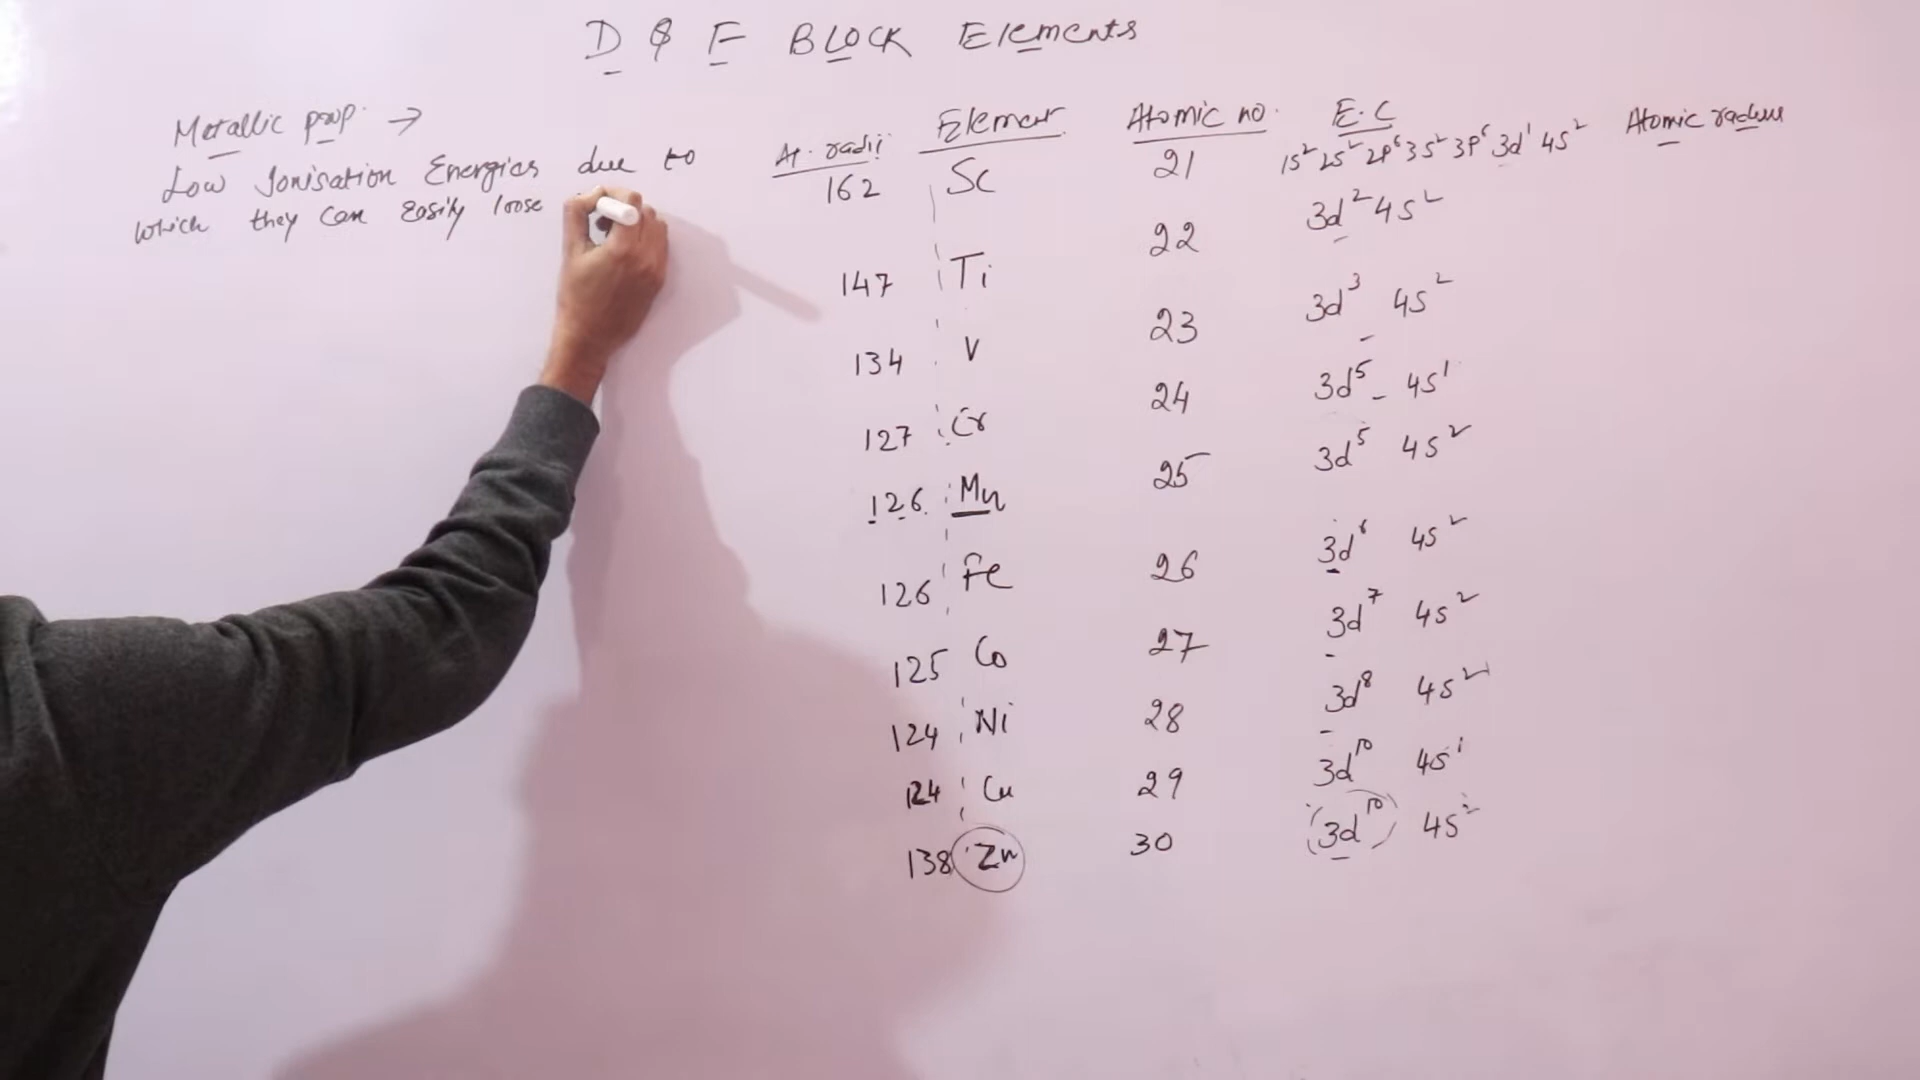 D & F BLOCK Elements
Metallic prop. →
Low Ionisation Energies due to
which they can easily loose
At. radii Element Atomic no. E.C Atomic radius
162 Sc 21 1s² 2s² 2p⁶ 3s² 3p⁶ 3d¹ 4s²
147 Ti 22 3d² 4s²
134 V 23 3d³ 4s²
127 Cr 24 3d⁵ 4s¹
126 Mn 25 3d⁵ 4s²
126 Fe 26 3d⁶ 4s²
125 Co 27 3d⁷ 4s²
124 Ni 28 3d⁸ 4s²
124 Cu 29 3d¹⁰ 4s¹
138 Zn 30 (3d¹⁰) 4s²